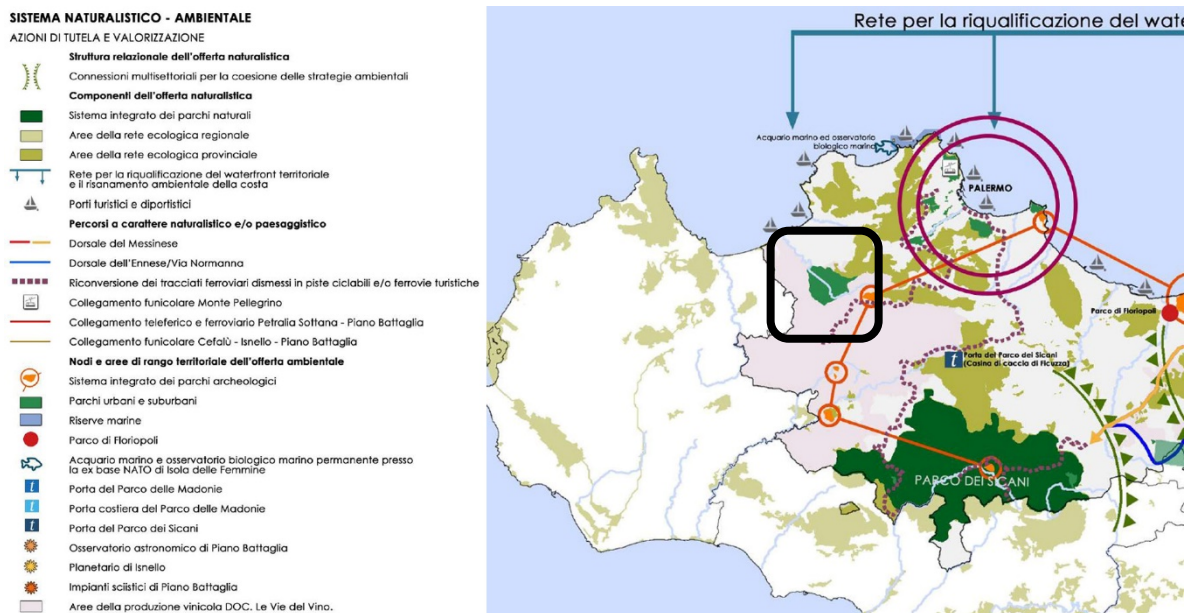 SISTEMA NATURALISTICO - AMBIENTALE
AZIONI DI TUTELA E VALORIZZAZIONE
Struttura relazionale dell'offerta naturalistica
Connessioni multisettoriali per la coesione delle strategie ambientali
Componenti dell'offerta naturalistica
Sistema integrato dei parchi naturali
Aree della rete ecologica regionale
Aree della rete ecologica provinciale
Rete per la riqualificazione del waterfront territoriale
e il risanamento ambientale della costa
Porti turistici e diportistici
Percorsi a carattere naturalistico e/o paesaggistico
Dorsale del Messinese
Dorsale dell'Ennese/Via Normanna
Riconversione dei tracciati ferroviari dismessi in piste ciclabili e/o ferrovie turistiche
Collegamento funicolare Monte Pellegrino
Collegamento teleferico e ferroviario Petralia Sottana - Piano Battaglia
Collegamento funicolare Cefalù - Isnello - Piano Battaglia
Nodi e aree di rango territoriale dell'offerta ambientale
Sistema integrato dei parchi archeologici
Parchi urbani e suburbani
Riserve marine
Parco di Floriopoli
Acquario marino e osservatorio biologico marino permanente presso
la ex base NATO di Isola delle Femmine
t Porta del Parco delle Madonie
t Porta costiera del Parco delle Madonie
t Porta del Parco dei Sicani
Osservatorio astronomico di Piano Battaglia
Planetario di Isnello
Impianti sciistici di Piano Battaglia
Aree della produzione vinicola DOC. Le Vie del Vino.
Rete per la riqualificazione del wate
Acquario marino ed osservatorio
biologico marino
PALERMO
Parco di Floriopoli
t Porta del Parco dei Sicani
(Casina di caccia di Ficuzza)
PARCO DEI SICANI